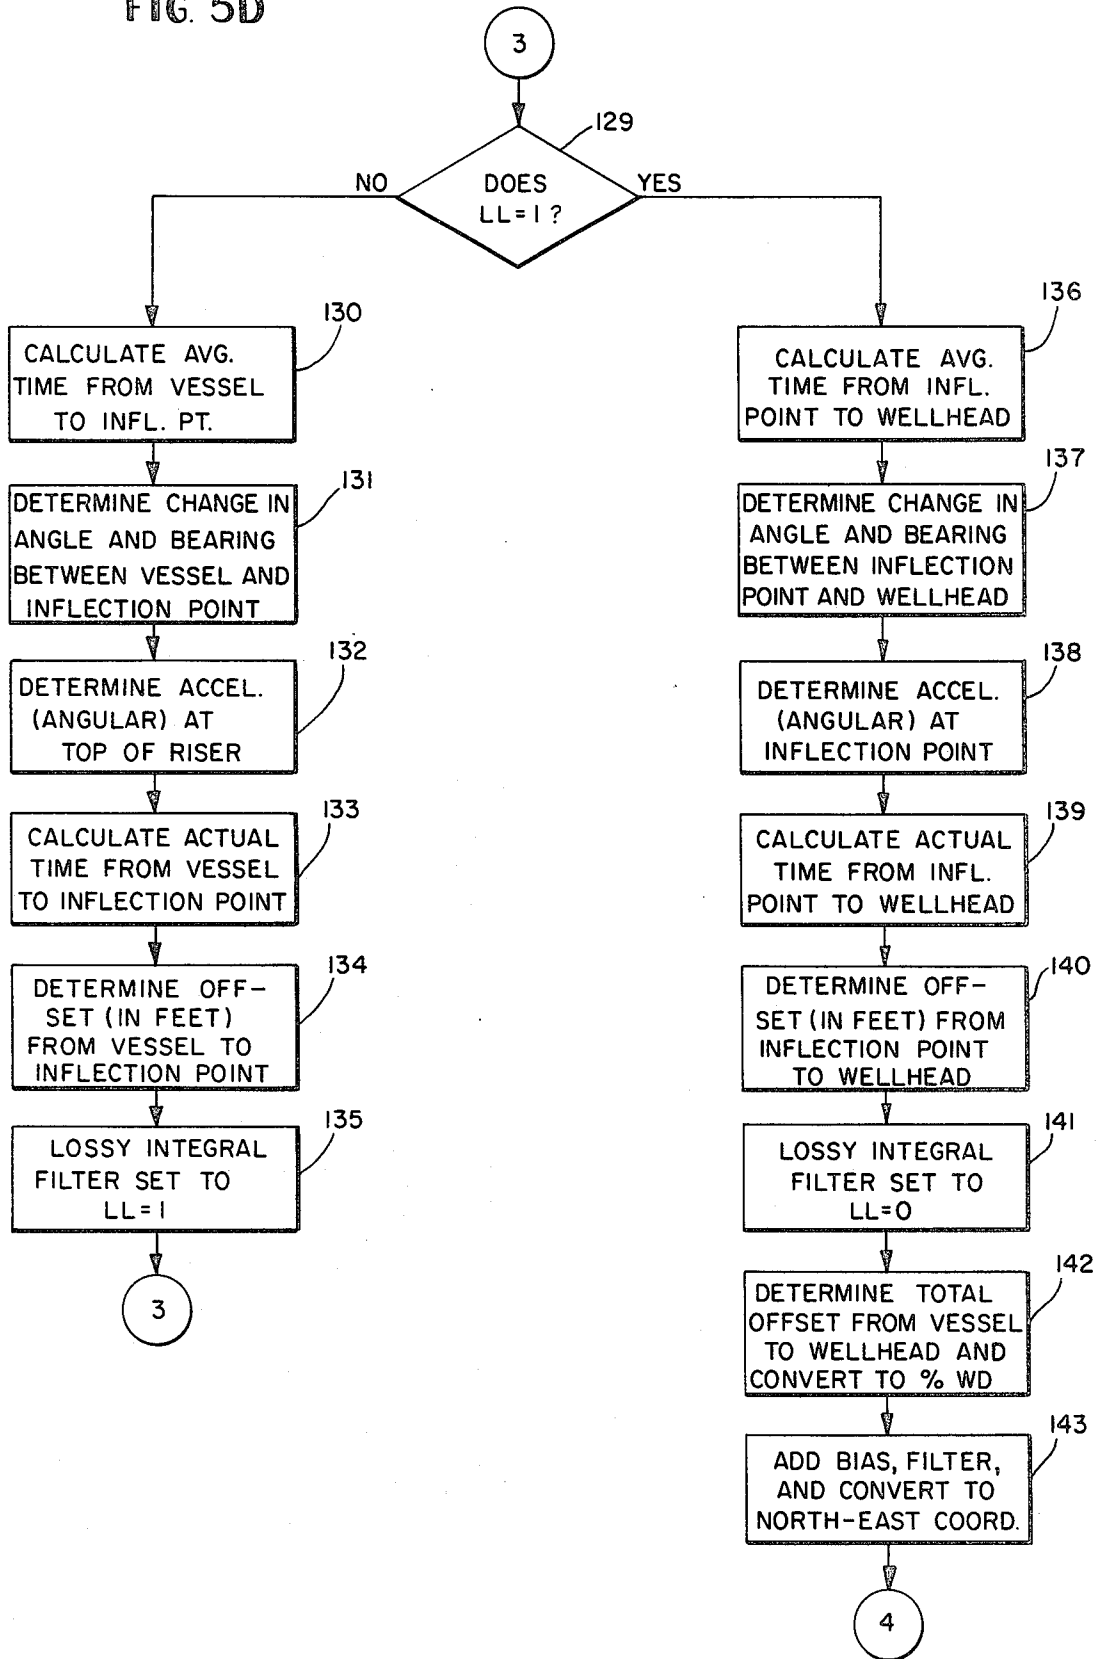 FIG. 5D
3
129
NO
DOES
LL=1?
YES
130
CALCULATE AVG.
TIME FROM VESSEL
TO INFL. PT.
131
DETERMINE CHANGE IN
ANGLE AND BEARING
BETWEEN VESSEL AND
INFLECTION POINT
132
DETERMINE ACCEL.
(ANGULAR) AT
TOP OF RISER
133
CALCULATE ACTUAL
TIME FROM VESSEL
TO INFLECTION POINT
134
DETERMINE OFF-
SET (IN FEET)
FROM VESSEL TO
INFLECTION POINT
135
LOSSY INTEGRAL
FILTER SET TO
LL=1
3
136
CALCULATE AVG.
TIME FROM INFL.
POINT TO WELLHEAD
137
DETERMINE CHANGE IN
ANGLE AND BEARING
BETWEEN INFLECTION
POINT AND WELLHEAD
138
DETERMINE ACCEL.
(ANGULAR) AT
INFLECTION POINT
139
CALCULATE ACTUAL
TIME FROM INFL.
POINT TO WELLHEAD
140
DETERMINE OFF-
SET (IN FEET) FROM
INFLECTION POINT
TO WELLHEAD
141
LOSSY INTEGRAL
FILTER SET TO
LL=0
142
DETERMINE TOTAL
OFFSET FROM VESSEL
TO WELLHEAD AND
CONVERT TO % WD
143
ADD BIAS, FILTER,
AND CONVERT TO
NORTH-EAST COORD.
4